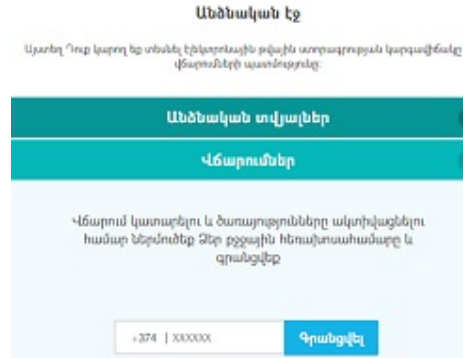 Անձնական էջ
Այստեղ Դուք կարող եք տեսնել էլեկտրոնային թվային ստորագրության կարգավիճակը
վճարումների պատմությունը:
Անձնական տվյալներ
Վճարումներ
Վճարում կատարելու և ծառայությունները ակտիվացնելու
համար ներմուծեք Ձեր բջջային հեռախոսահամարը և
գրանցվեք
+374 | XXXXXX
Գրանցվել